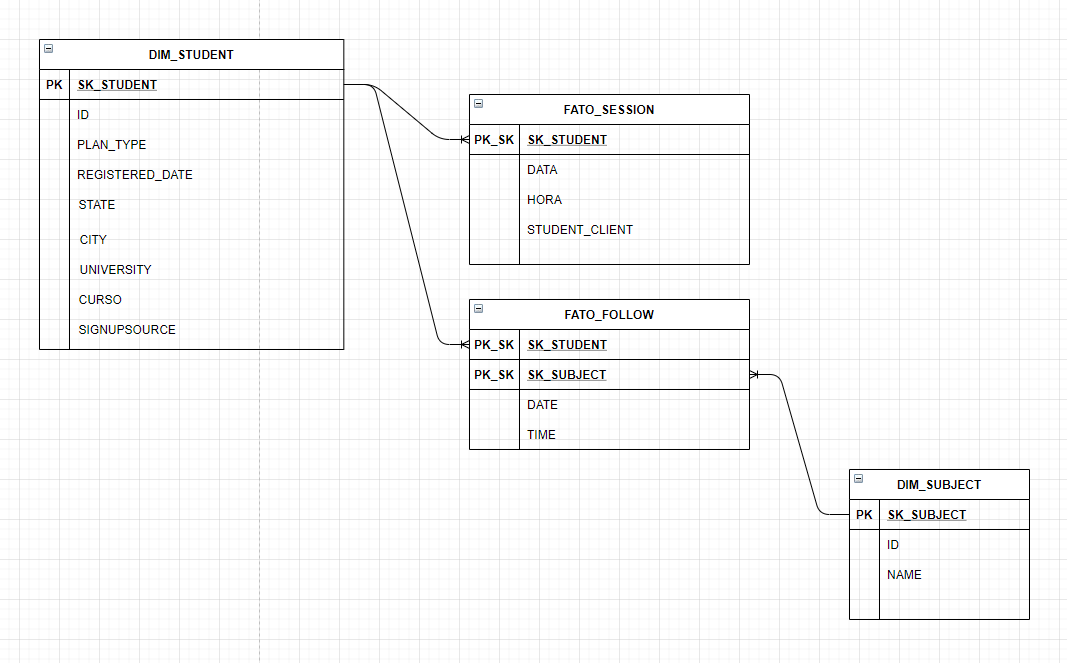 DIM_STUDENT
PK SK_STUDENT
ID
PLAN_TYPE
REGISTERED_DATE
STATE
CITY
UNIVERSITY
CURSO
SIGNUPSOURCE
FATO_SESSION
PK_SK SK_STUDENT
DATA
HORA
STUDENT_CLIENT
FATO_FOLLOW
PK_SK SK_STUDENT
PK_SK SK_SUBJECT
DATE
TIME
DIM_SUBJECT
PK SK_SUBJECT
ID
NAME